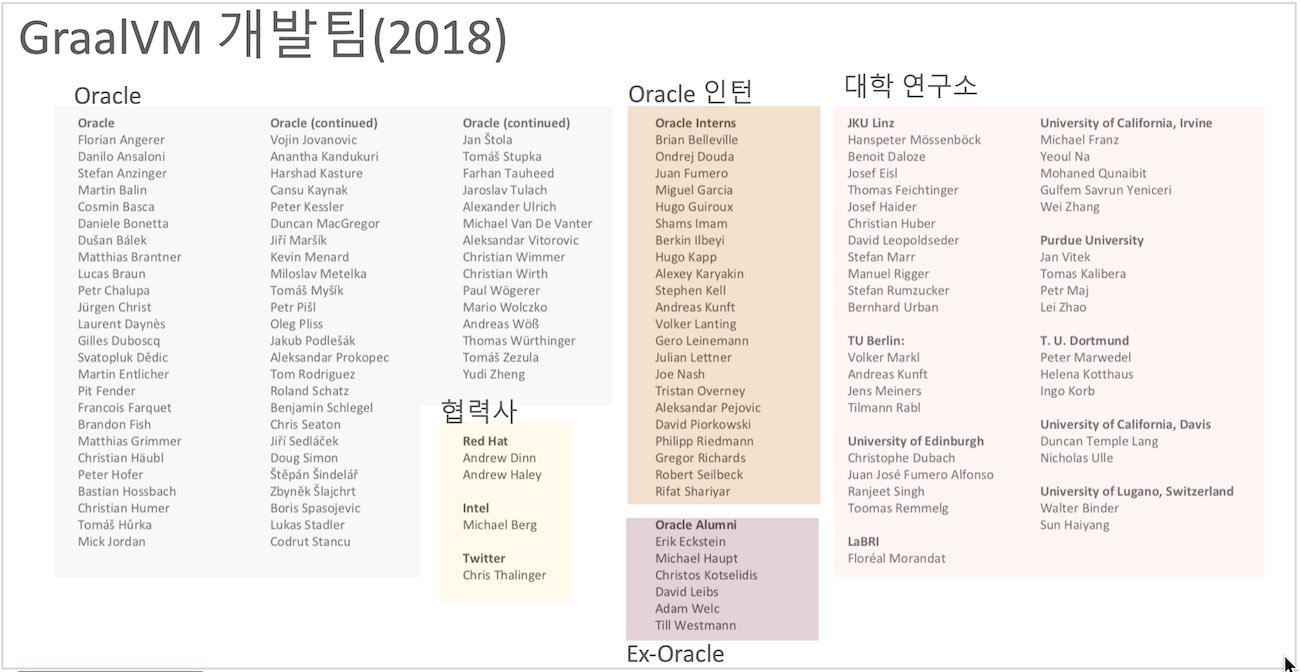 GraalVM 개발팀(2018)
Oracle
Oracle
Florian Angerer
Danilo Ansaloni
Stefan Anzinger
Martin Balin
Cosmin Basca
Daniele Bonetta
Dušan Bálek
Matthias Brantner
Lucas Braun
Petr Chalupa
Jürgen Christ
Laurent Daynès
Gilles Duboscq
Svatopluk Dědic
Martin Entlicher
Pit Fender
Francois Farquet
Brandon Fish
Matthias Grimmer
Christian Häubl
Peter Hofer
Bastian Hossbach
Christian Humer
Tomáš Hůrka
Mick Jordan
Oracle (continued)
Vojin Jovanovic
Anantha Kandukuri
Harshad Kasture
Cansu Kaynak
Peter Kessler
Duncan MacGregor
Jiří Maršík
Kevin Menard
Miloslav Metelka
Tomáš Myšík
Petr Pišl
Oleg Pliss
Jakub Podlešák
Aleksandar Prokopec
Tom Rodriguez
Roland Schatz
Benjamin Schlegel
Chris Seaton
Jiří Sedláček
Doug Simon
Štěpán Šindelář
Zbyněk Šlajchrt
Boris Spasojevic
Lukas Stadler
Codrut Stancu
Oracle (continued)
Jan Štola
Tomáš Stupka
Farhan Tauheed
Jaroslav Tulach
Alexander Ulrich
Michael Van De Vanter
Aleksandar Vitorovic
Christian Wimmer
Christian Wirth
Paul Wögerer
Mario Wolczko
Andreas Wöß
Thomas Würthinger
Tomáš Zezula
Yudi Zheng
협력사
Red Hat
Andrew Dinn
Andrew Haley
Intel
Michael Berg
Twitter
Chris Thalinger
Oracle 인턴
Oracle Interns
Brian Belleville
Ondrej Douda
Juan Fumero
Miguel Garcia
Hugo Guiroux
Shams Imam
Berkin Ilbeyi
Hugo Kapp
Alexey Karyakin
Stephen Kell
Andreas Kunft
Volker Lanting
Gero Leinemann
Julian Lettner
Joe Nash
Tristan Overney
Aleksandar Pejovic
David Piorkowski
Philipp Riedmann
Gregor Richards
Robert Seilbeck
Rifat Shariyar
Oracle Alumni
Erik Eckstein
Michael Haupt
Christos Kotselidis
David Leibs
Adam Welc
Till Westmann
Ex-Oracle
대학 연구소
JKU Linz
Hanspeter Mössenböck
Benoit Daloze
Josef Eisl
Thomas Feichtinger
Josef Haider
Christian Huber
David Leopoldseder
Stefan Marr
Manuel Rigger
Stefan Rumzucker
Bernhard Urban
TU Berlin:
Volker Markl
Andreas Kunft
Jens Meiners
Tilmann Rabl
University of Edinburgh
Christophe Dubach
Juan José Fumero Alfonso
Ranjeet Singh
Toomas Remmelg
LaBRI
Floréal Morandat
University of California, Irvine
Michael Franz
Yeoul Na
Mohaned Qunaibit
Gulfem Savrun Yeniceri
Wei Zhang
Purdue University
Jan Vitek
Tomas Kalibera
Petr Maj
Lei Zhao
T. U. Dortmund
Peter Marwedel
Helena Kotthaus
Ingo Korb
University of California, Davis
Duncan Temple Lang
Nicholas Ulle
University of Lugano, Switzerland
Walter Binder
Sun Haiyang